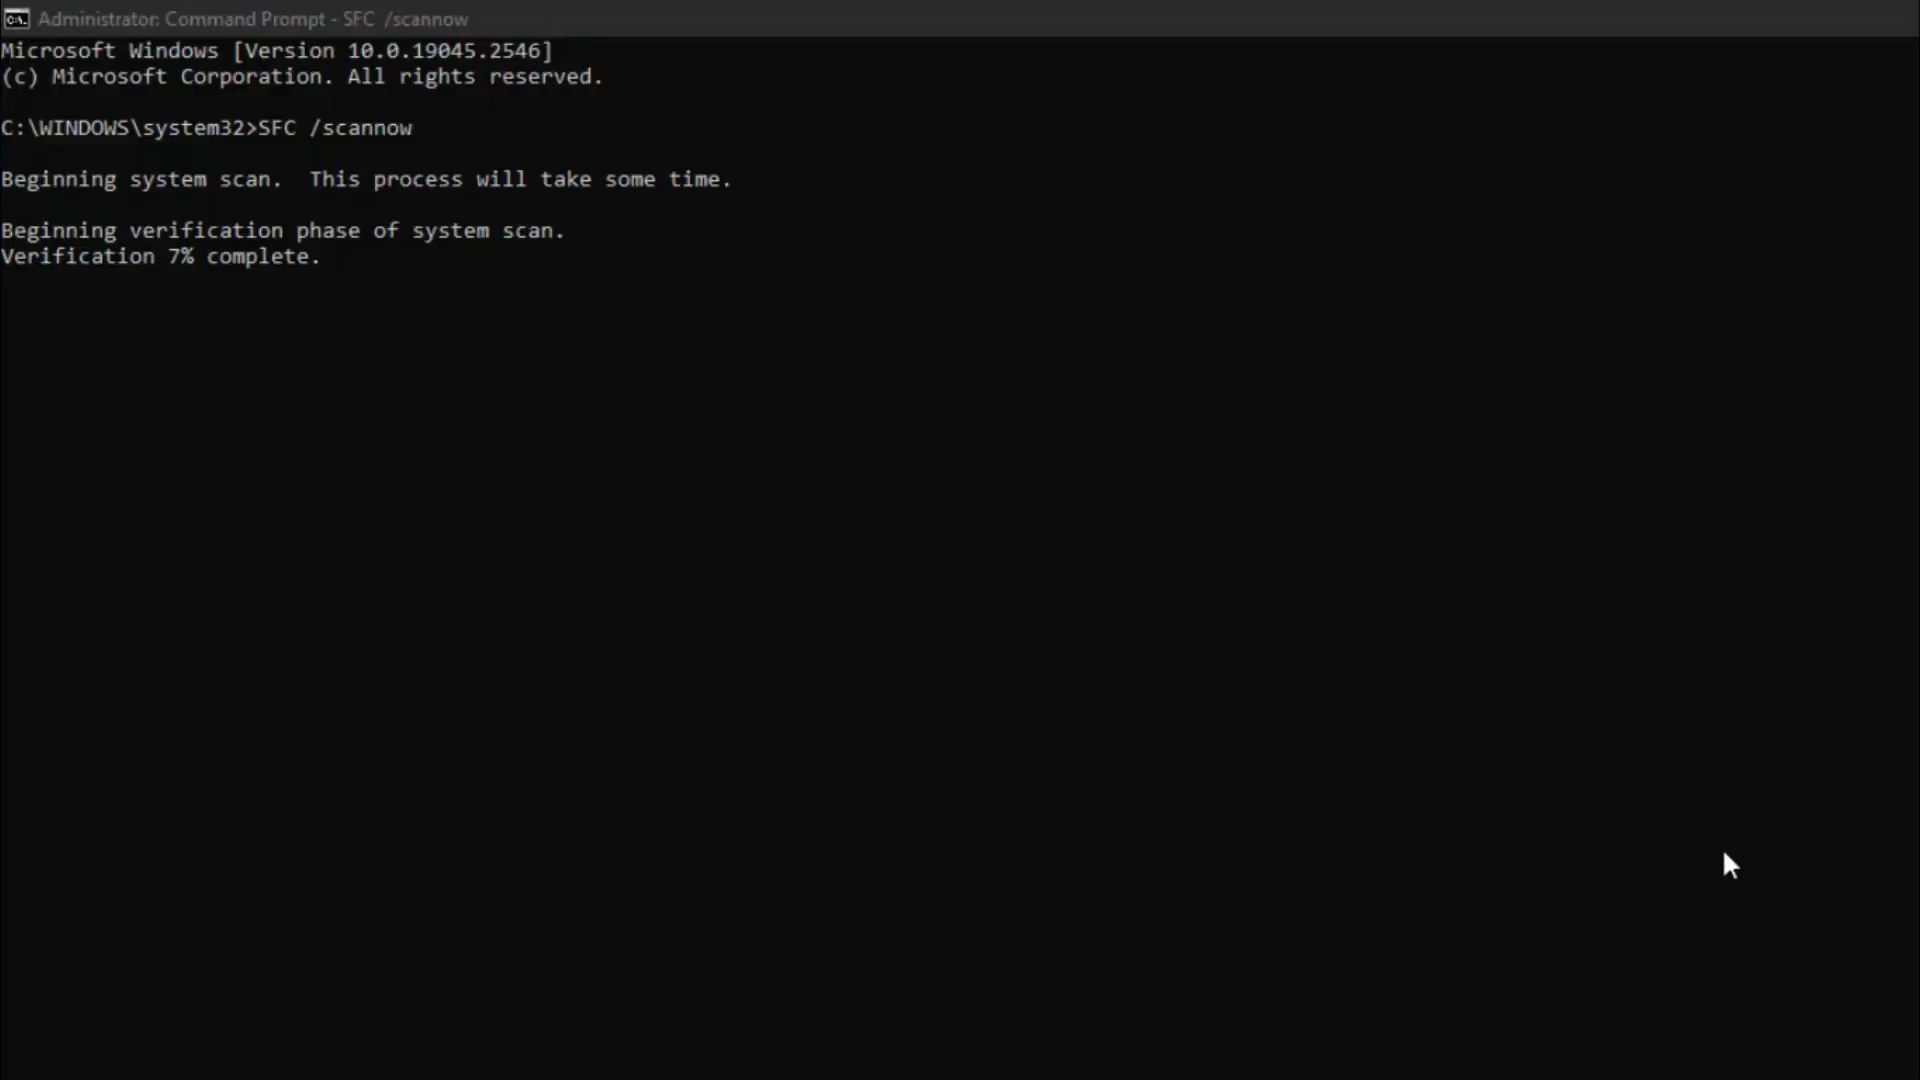 Administrator: Command Prompt - SFC /scannow
Microsoft Windows [Version 10.0.19045.2546]
(c) Microsoft Corporation. All rights reserved.
C:\WINDOWS\system32>SFC /scannow
Beginning system scan.  This process will take some time.
Beginning verification phase of system scan.
Verification 7% complete.